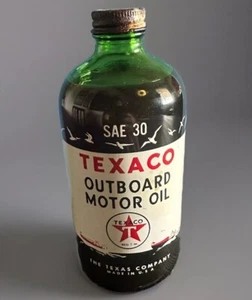 SAE 30
TEXACO
OUTBOARD
MOTOR OIL
TEXACO
T
THE TEXAS COMPANY
MADE IN U.S.A.